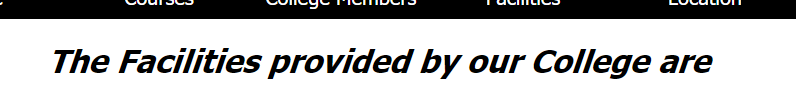 Courses College Members Facilities Location
The Facilities provided by our College are